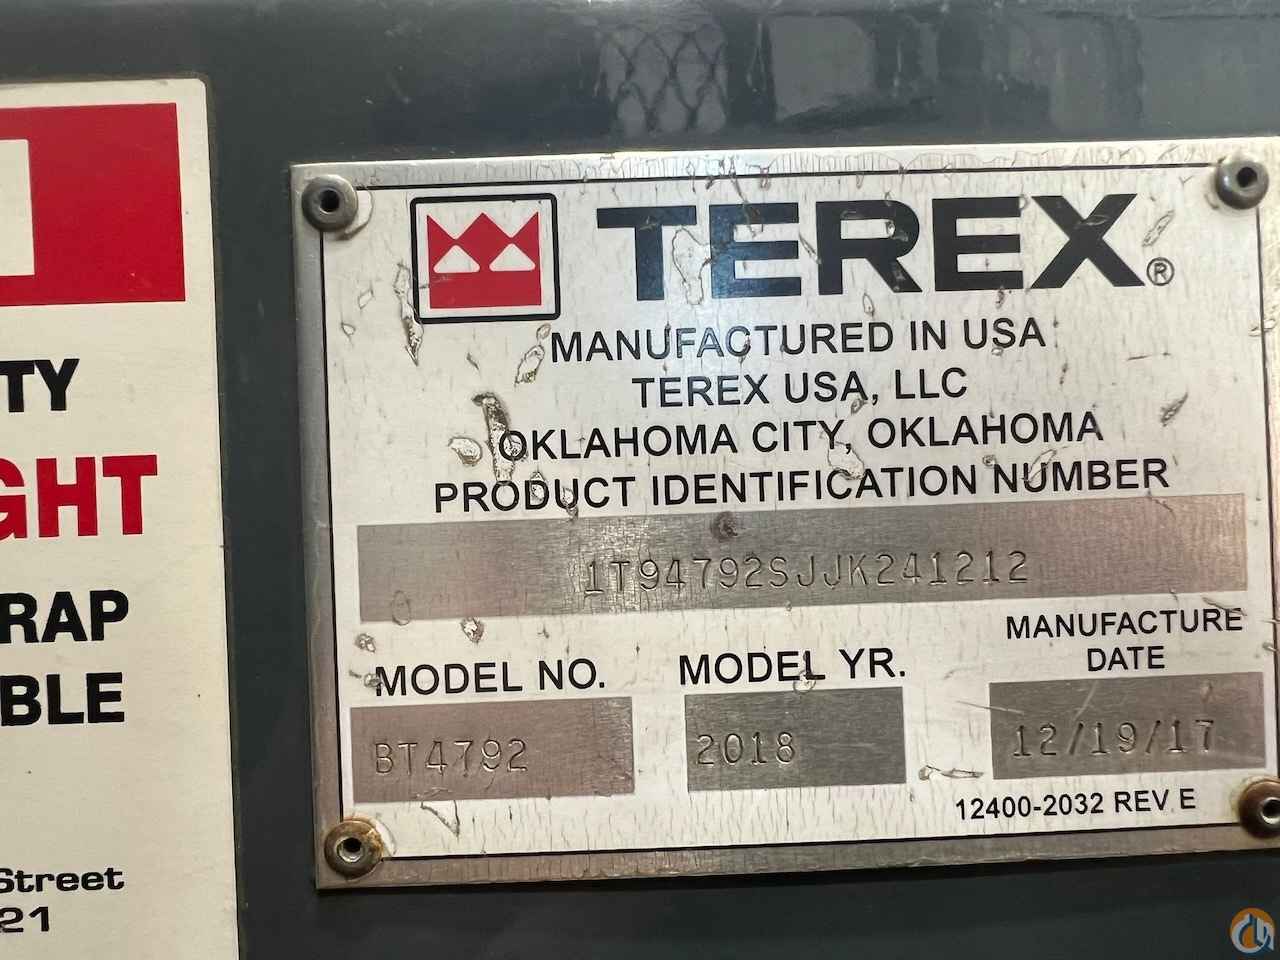 TY
GHT
RAP
BLE
Street
21
TEREX®
MANUFACTURED IN USA
TEREX USA, LLC
OKLAHOMA CITY, OKLAHOMA
PRODUCT IDENTIFICATION NUMBER
1T94792SJJK241212
MODEL NO.
MODEL YR.
MANUFACTURE
DATE
BT4792
2018
12/19/17
12400-2032 REV E